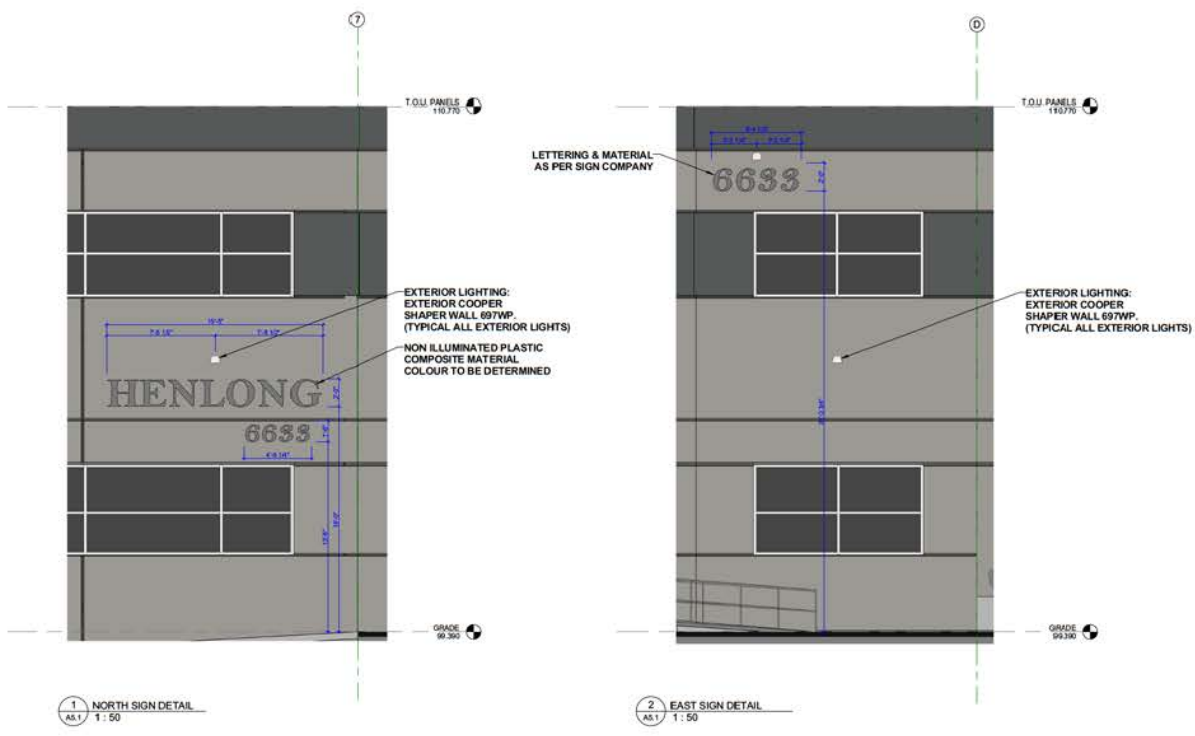 7
T.O.U. PANELS
110.770
EXTERIOR LIGHTING:
EXTERIOR COOPER
SHAPER WALL 697WP.
(TYPICAL ALL EXTERIOR LIGHTS)
NON ILLUMINATED PLASTIC
COMPOSITE MATERIAL
COLOUR TO BE DETERMINED
HENLONG
6633
GRADE
99.390
1
A5.1
NORTH SIGN DETAIL
1 : 50
D
T.O.U. PANELS
110.770
LETTERING & MATERIAL
AS PER SIGN COMPANY
6633
EXTERIOR LIGHTING:
EXTERIOR COOPER
SHAPER WALL 697WP.
(TYPICAL ALL EXTERIOR LIGHTS)
GRADE
99.390
2
A5.1
EAST SIGN DETAIL
1 : 50